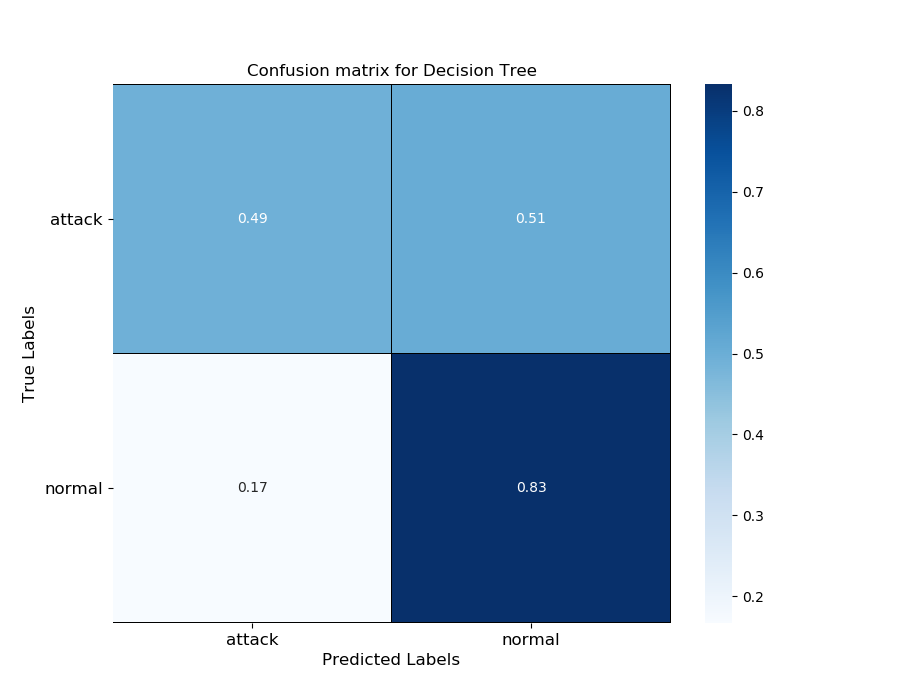 Confusion matrix for Decision Tree
True Labels
attack
0.49
0.51
normal
0.17
0.83
attack
normal
Predicted Labels
0.8
0.7
0.6
0.5
0.4
0.3
0.2